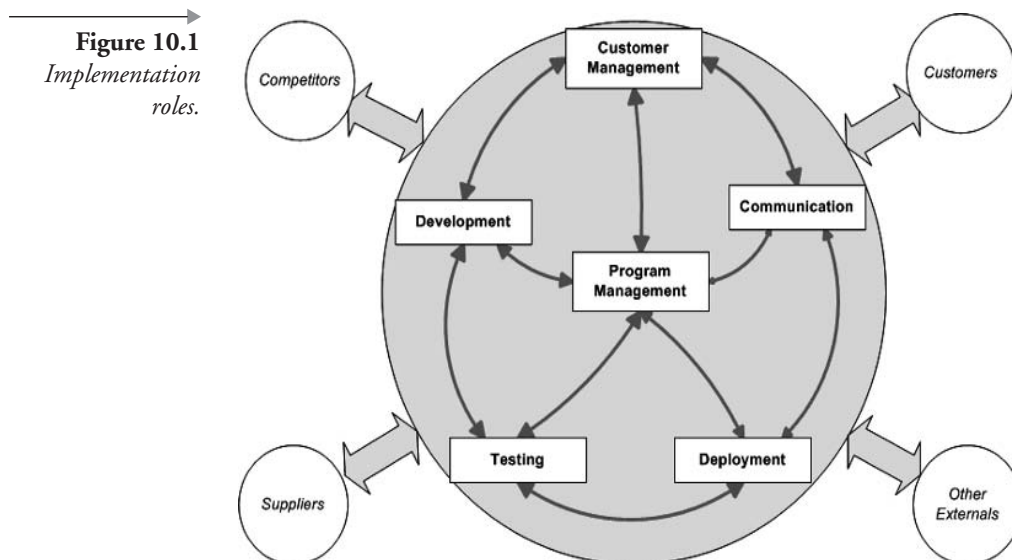 Figure 10.1
Implementation
roles.
Competitors
Customer
Management
Customers
Development
Communication
Program
Management
Testing
Deployment
Suppliers
Other
Externals